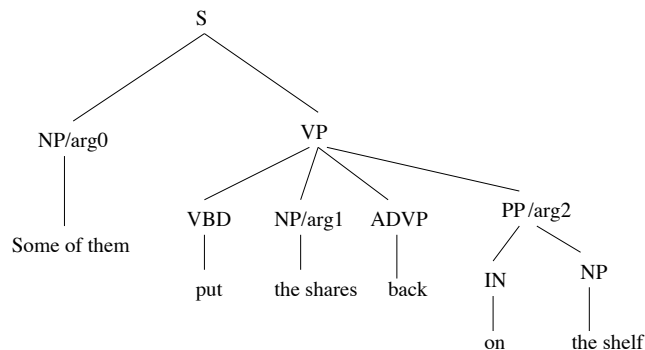 S
NP/arg0
VP
VBD
NP/arg1
ADVP
PP/arg2
Some of them
put
the shares
back
IN
NP
on
the shelf